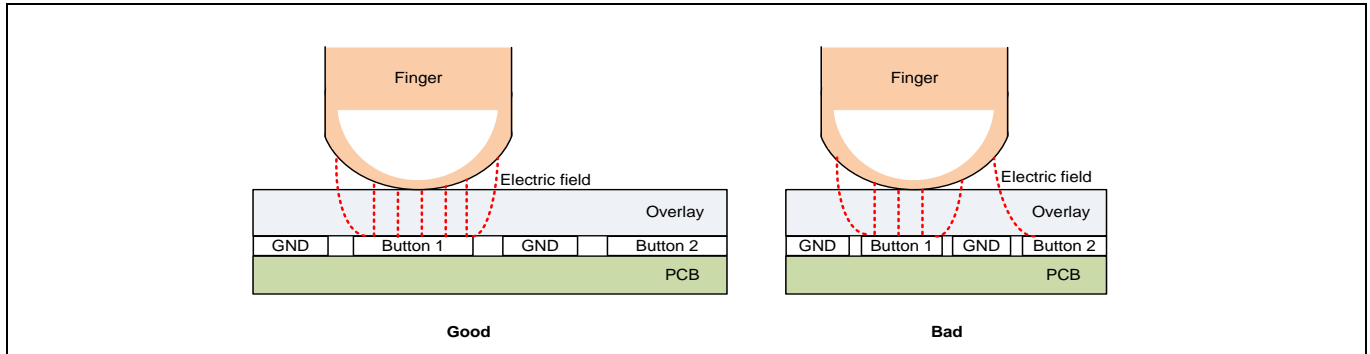 Finger
Finger
Electric field
Electric field
Overlay
Overlay
GND
Button 1
GND
Button 2
GND
Button 1
GND
Button 2
PCB
PCB
Good
Bad